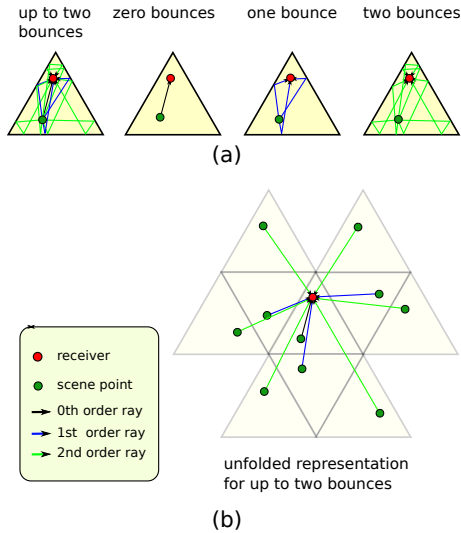 up to two
bounces
zero bounces
one bounce
two bounces
(a)
receiver
scene point
0th order ray
1st order ray
2nd order ray
unfolded representation
for up to two bounces
(b)